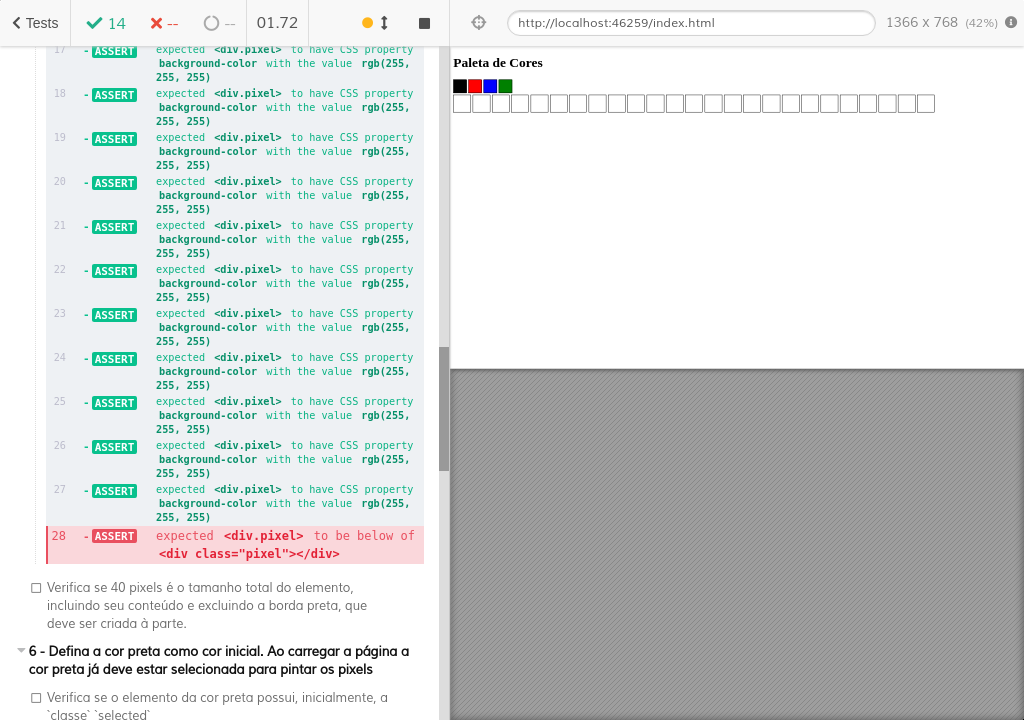 Tests 14 -- -- 01.72 http://localhost:46259/index.html 1366 x 768 (42%)
17 - ASSERT expected <div.pixel> to have CSS property
background-color with the value rgb(255,
255, 255)
18 - ASSERT expected <div.pixel> to have CSS property
background-color with the value rgb(255,
255, 255)
19 - ASSERT expected <div.pixel> to have CSS property
background-color with the value rgb(255,
255, 255)
20 - ASSERT expected <div.pixel> to have CSS property
background-color with the value rgb(255,
255, 255)
21 - ASSERT expected <div.pixel> to have CSS property
background-color with the value rgb(255,
255, 255)
22 - ASSERT expected <div.pixel> to have CSS property
background-color with the value rgb(255,
255, 255)
23 - ASSERT expected <div.pixel> to have CSS property
background-color with the value rgb(255,
255, 255)
24 - ASSERT expected <div.pixel> to have CSS property
background-color with the value rgb(255,
255, 255)
25 - ASSERT expected <div.pixel> to have CSS property
background-color with the value rgb(255,
255, 255)
26 - ASSERT expected <div.pixel> to have CSS property
background-color with the value rgb(255,
255, 255)
27 - ASSERT expected <div.pixel> to have CSS property
background-color with the value rgb(255,
255, 255)
28 - ASSERT expected <div.pixel> to be below of
<div class="pixel"></div>
Verifica se 40 pixels é o tamanho total do elemento,
incluindo seu conteúdo e excluindo a borda preta, que
deve ser criada à parte.
6 - Defina a cor preta como cor inicial. Ao carregar a página a
cor preta já deve estar selecionada para pintar os pixels
Verifica se o elemento da cor preta possui, inicialmente, a
`classe` `selected`
Paleta de Cores